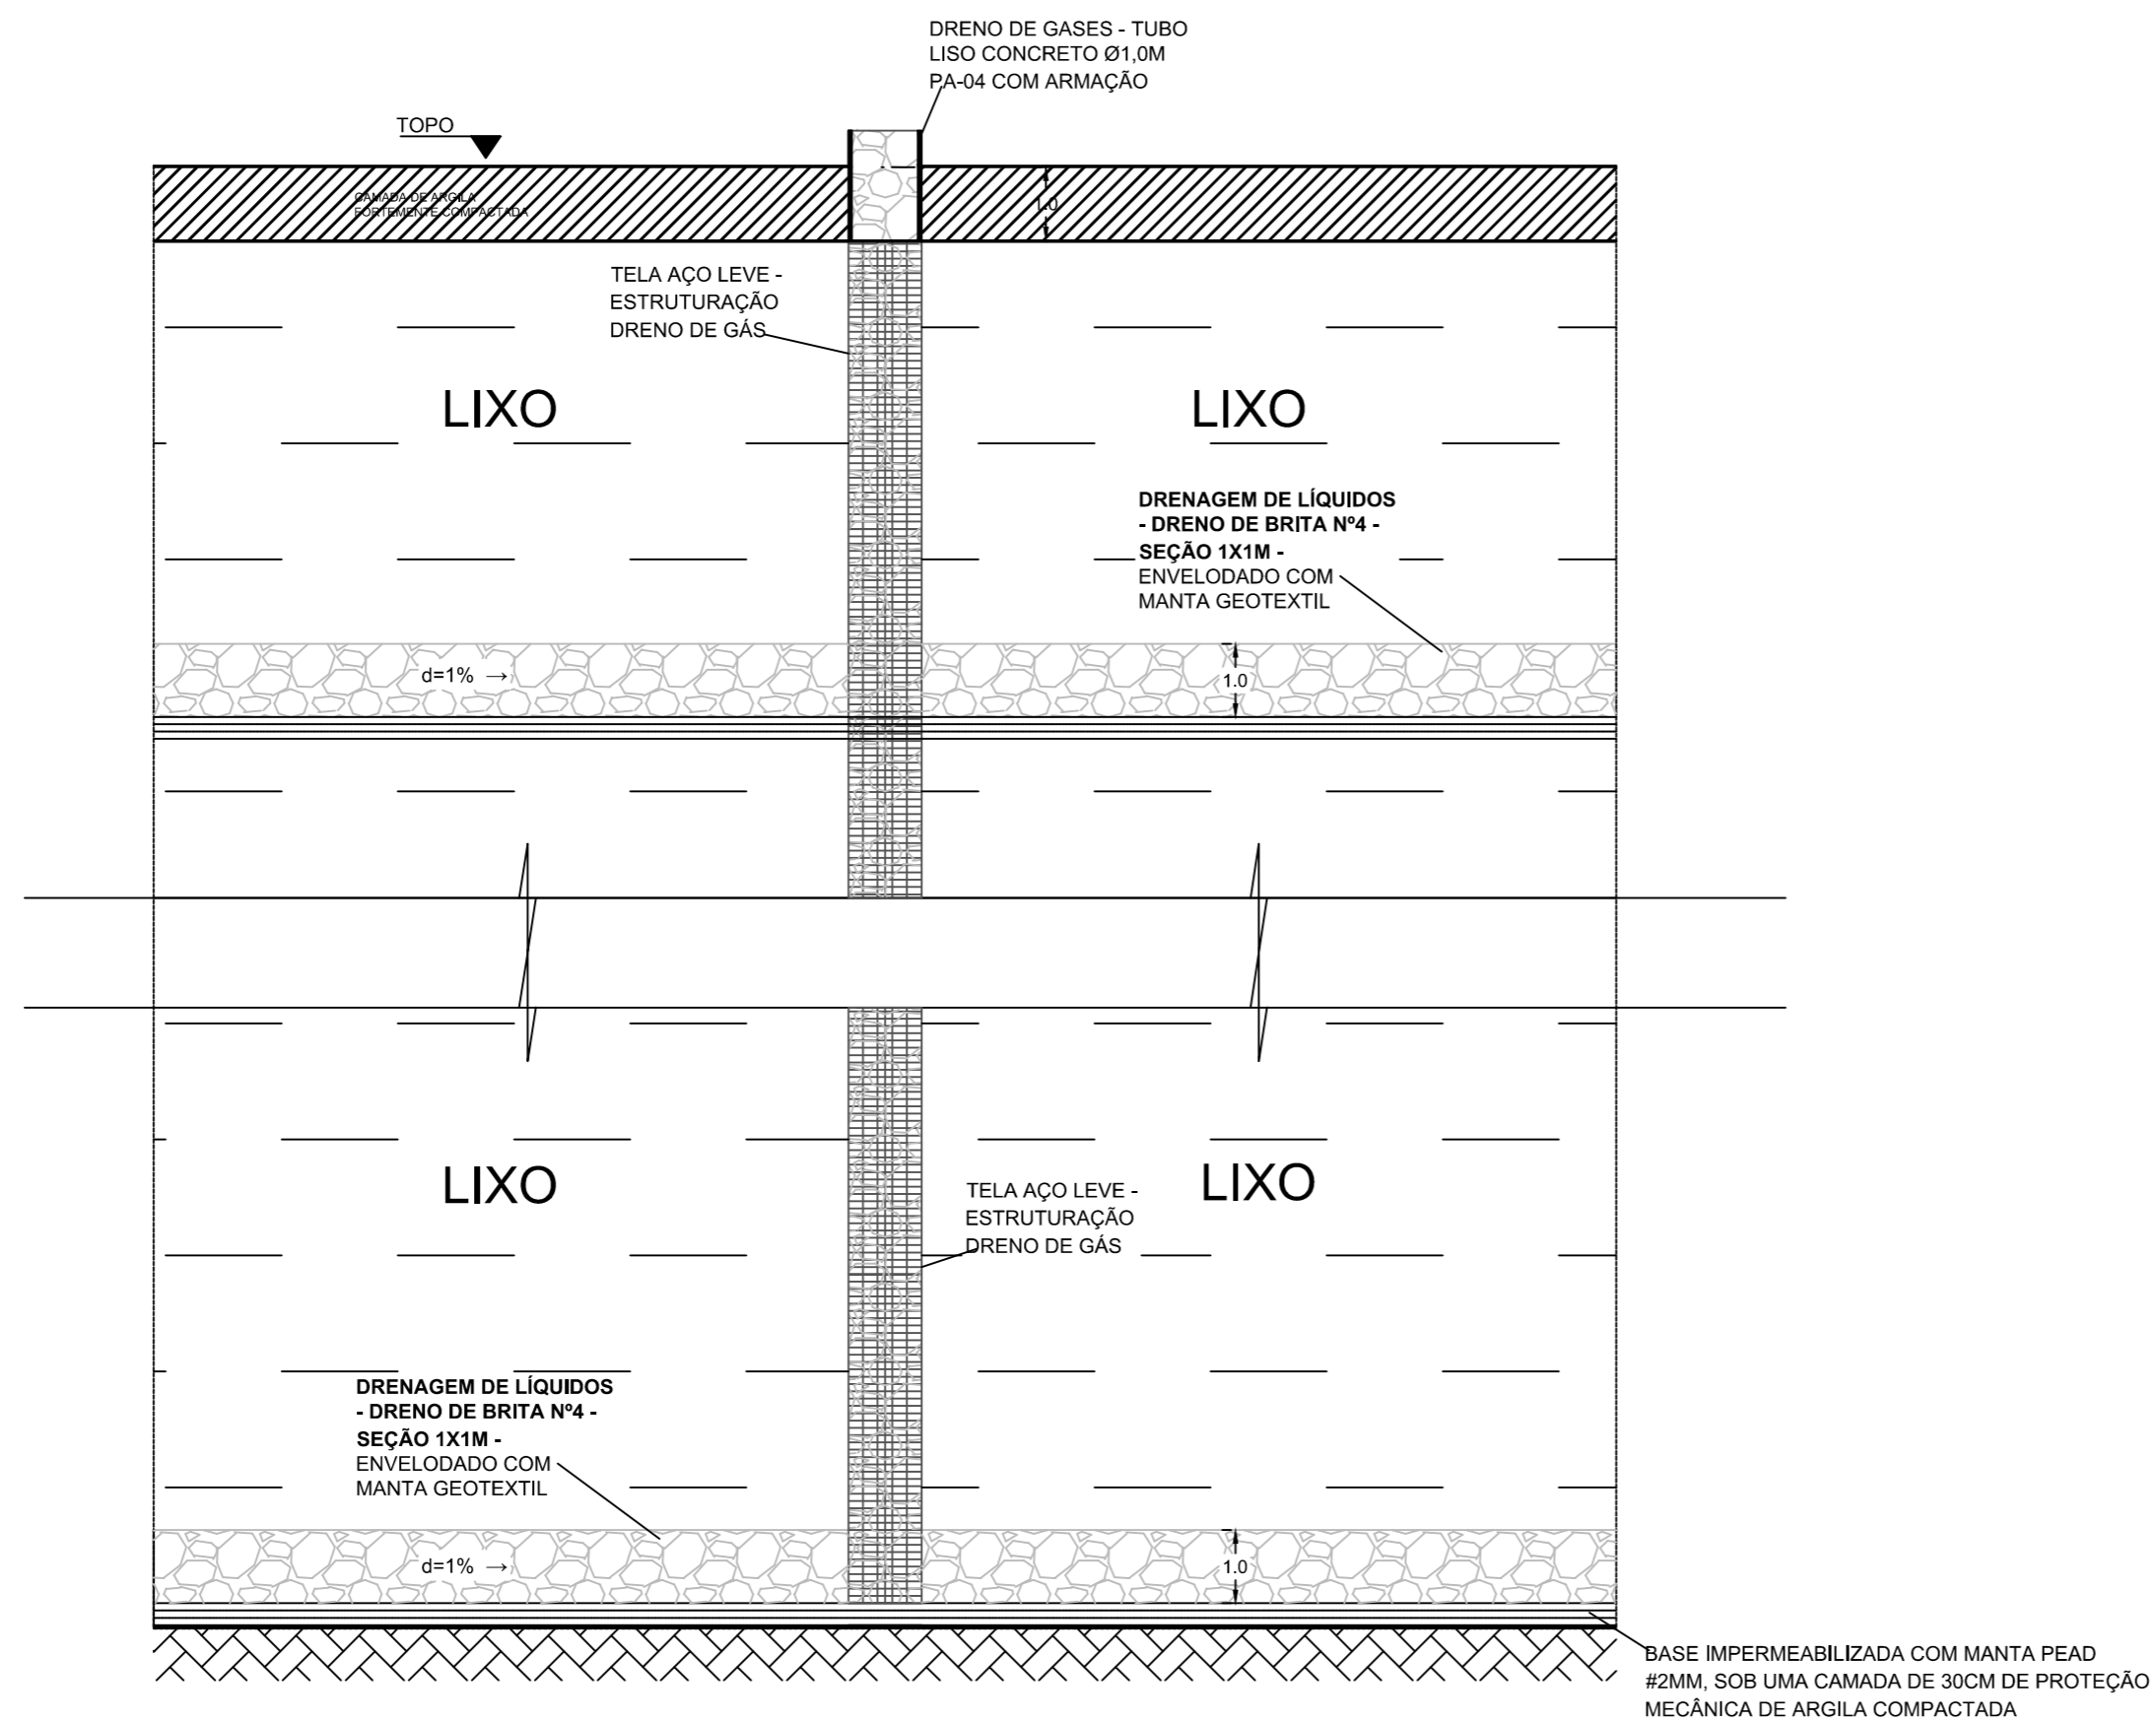 DRENO DE GASES - TUBO
LISO CONCRETO Ø1,0M
PA-04 COM ARMAÇÃO
TOPO
CAMADA DE ARGILA
FORTEMENTE COMPACTADA
1.0
TELA AÇO LEVE -
ESTRUTURAÇÃO
DRENO DE GÁS
LIXO
LIXO
DRENAGEM DE LÍQUIDOS
- DRENO DE BRITA Nº4 -
SEÇÃO 1X1M -
ENVELODADO COM
MANTA GEOTEXTIL
d=1% →
1.0
LIXO
LIXO
TELA AÇO LEVE -
ESTRUTURAÇÃO
DRENO DE GÁS
DRENAGEM DE LÍQUIDOS
- DRENO DE BRITA Nº4 -
SEÇÃO 1X1M -
ENVELODADO COM
MANTA GEOTEXTIL
d=1% →
1.0
BASE IMPERMEABILIZADA COM MANTA PEAD
#2MM, SOB UMA CAMADA DE 30CM DE PROTEÇÃO
MECÂNICA DE ARGILA COMPACTADA